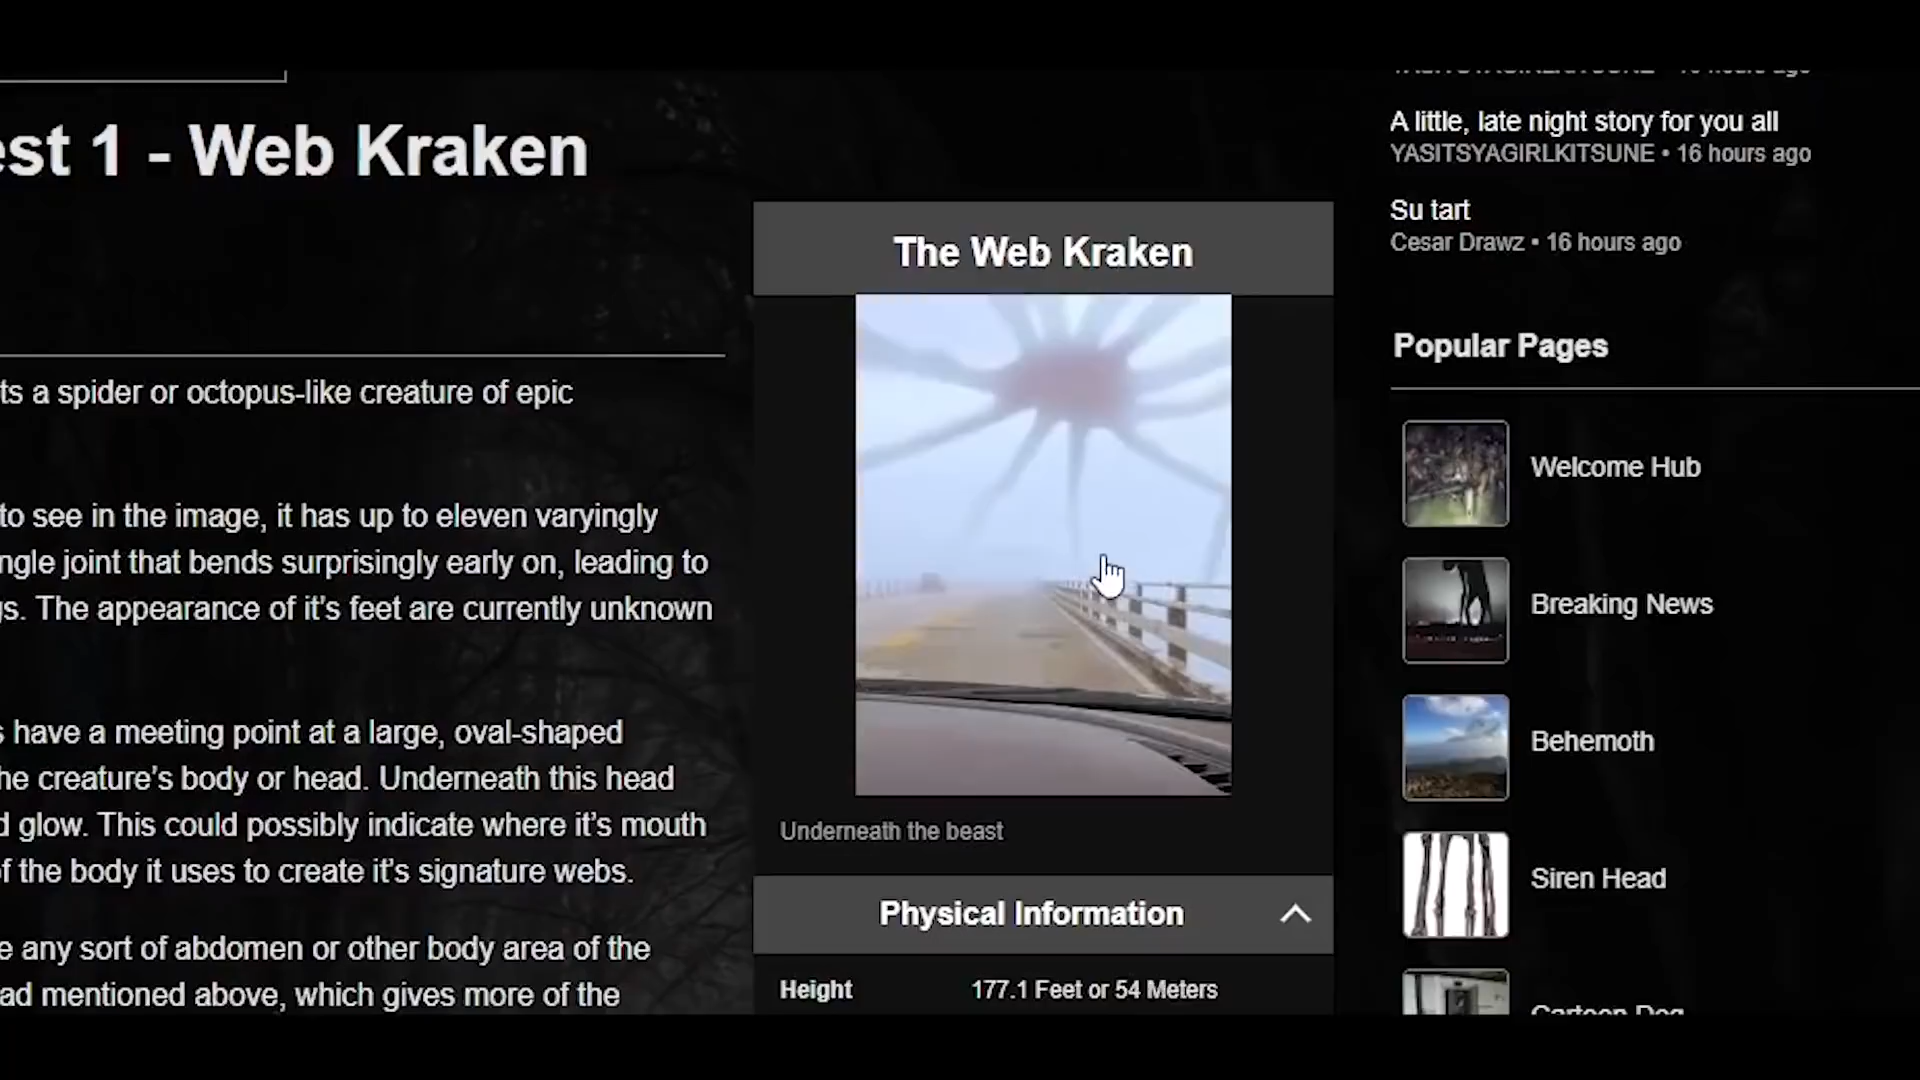 est 1 - Web Kraken
ts a spider or octopus-like creature of epic
to see in the image, it has up to eleven varyingly
ngle joint that bends surprisingly early on, leading to
gs. The appearance of it's feet are currently unknown
s have a meeting point at a large, oval-shaped
he creature's body or head. Underneath this head
d glow. This could possibly indicate where it's mouth
of the body it uses to create it's signature webs.
e any sort of abdomen or other body area of the
ad mentioned above, which gives more of the
The Web Kraken
Underneath the beast
Physical Information
Height 177.1 Feet or 54 Meters
YASITSYAGIRLKITSUNE • 16 hours ago
A little, late night story for you all
YASITSYAGIRLKITSUNE • 16 hours ago
Su tart
Cesar Drawz • 16 hours ago
Popular Pages
Welcome Hub
Breaking News
Behemoth
Siren Head
Cartoon Dog